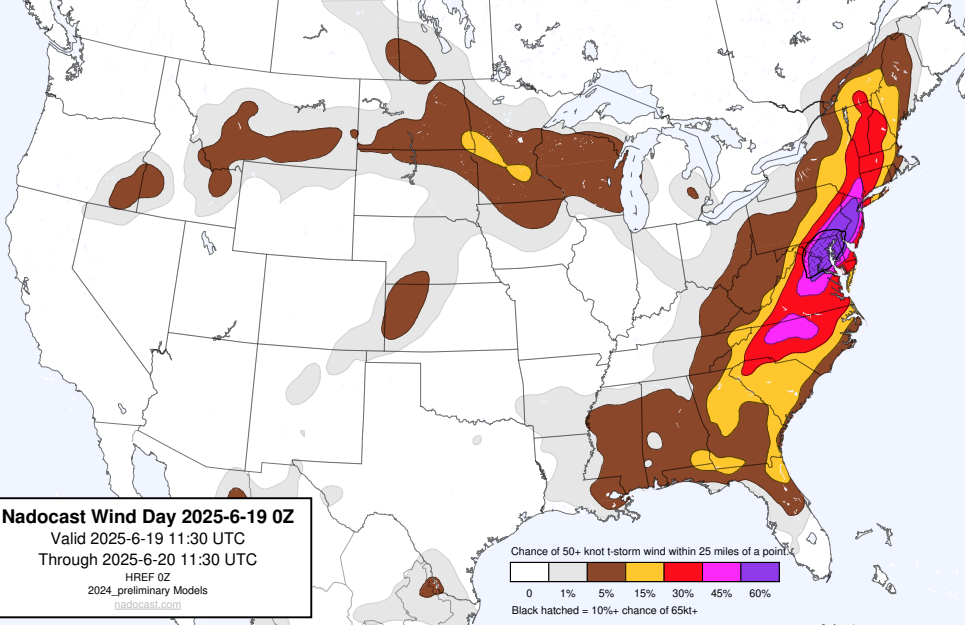 Nadocast Wind Day 2025-6-19 0Z
Valid 2025-6-19 11:30 UTC
Through 2025-6-20 11:30 UTC
HREF 0Z
2024_preliminary Models
nadocast.com
Chance of 50+ knot t-storm wind within 25 miles of a point.
0 1% 5% 15% 30% 45% 60%
Black hatched = 10%+ chance of 65kt+